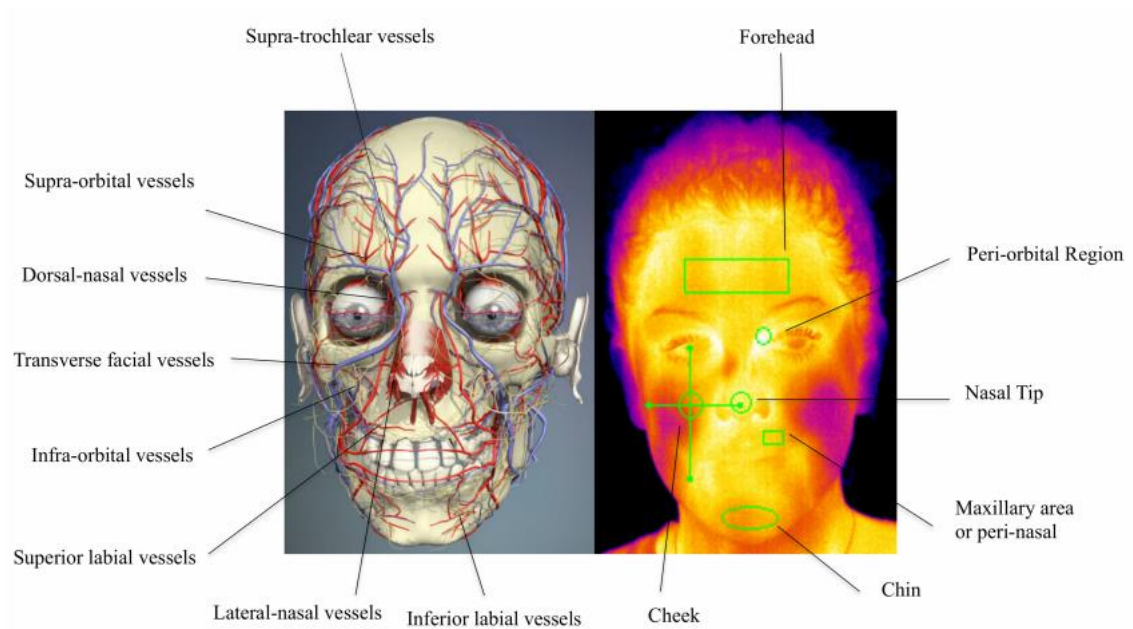 Supra-trochlear vessels
Forehead
Supra-orbital vessels
Peri-orbital Region
Dorsal-nasal vessels
Transverse facial vessels
Nasal Tip
Infra-orbital vessels
Maxillary area
or peri-nasal
Superior labial vessels
Chin
Lateral-nasal vessels
Inferior labial vessels
Cheek